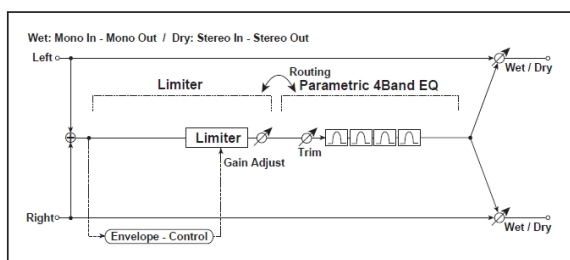 Wet: Mono In - Mono Out / Dry: Stereo In - Stereo Out
Left
Wet / Dry
Routing
Limiter
Parametric 4Band EQ
Limiter
Trim
Gain Adjust
Right
Envelope - Control
Wet / Dry